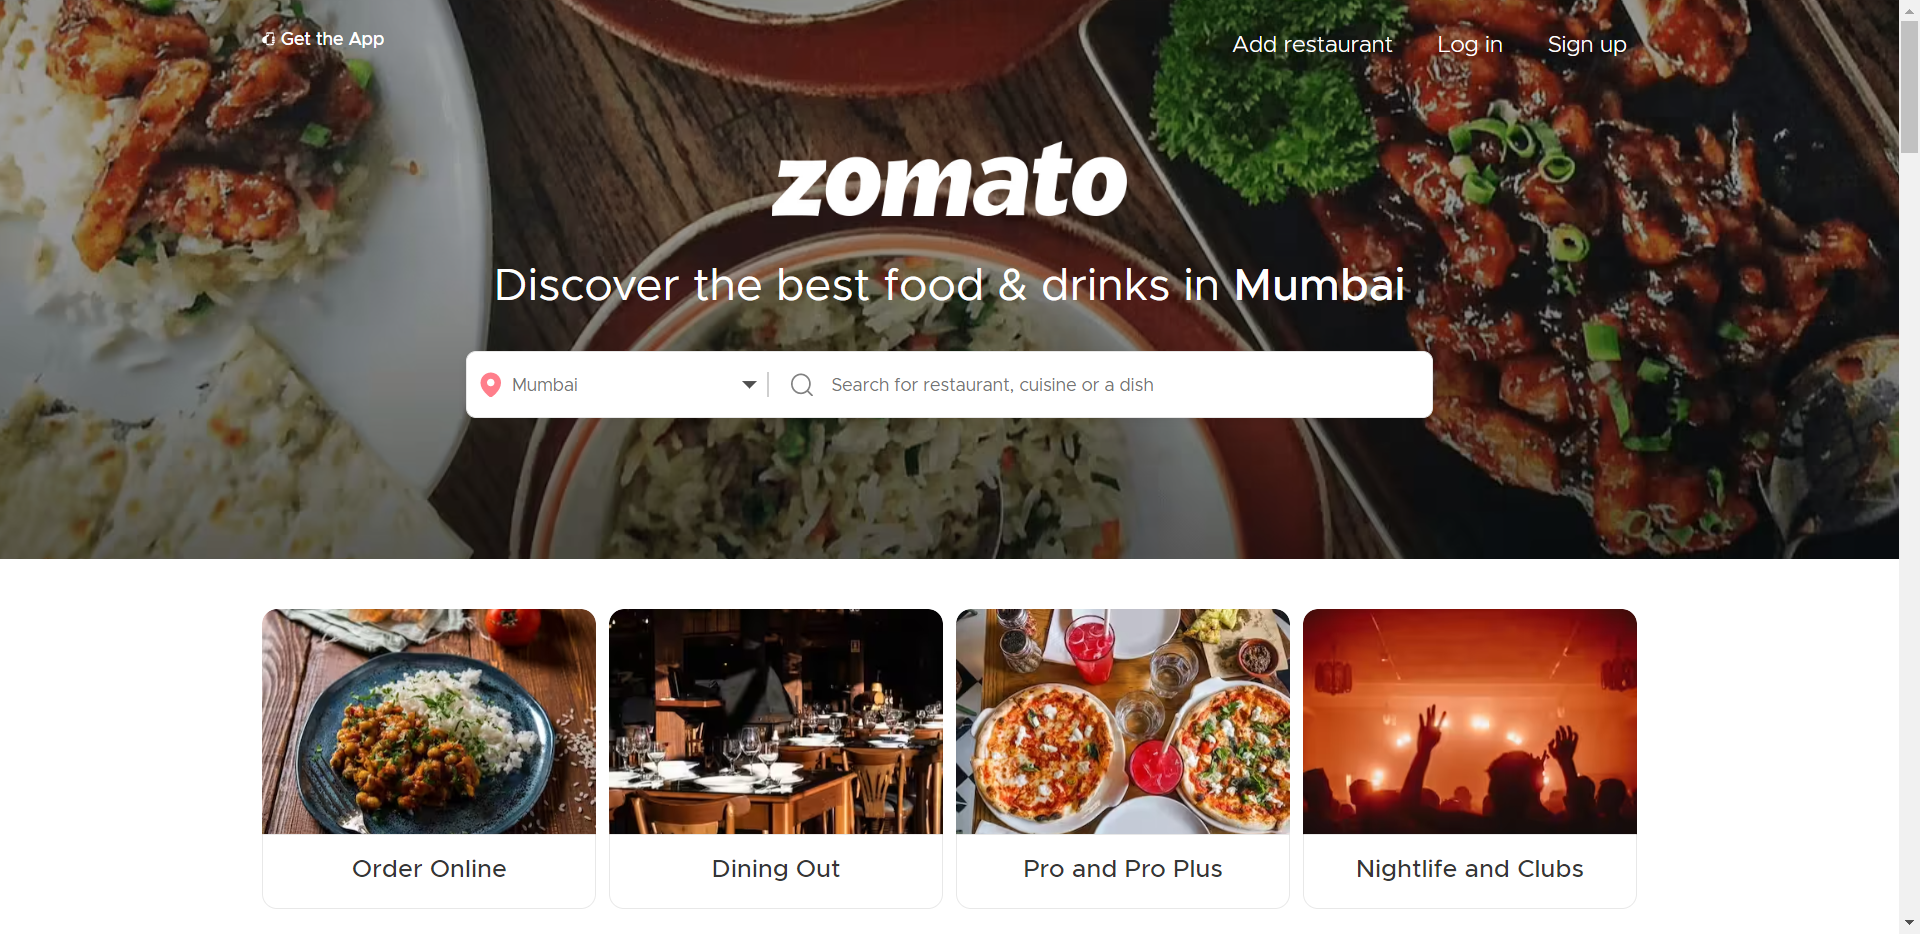 Get the App
Add restaurant
Log in
Sign up
zomato
Discover the best food & drinks in Mumbai
Mumbai
Search for restaurant, cuisine or a dish
Order Online
Dining Out
Pro and Pro Plus
Nightlife and Clubs